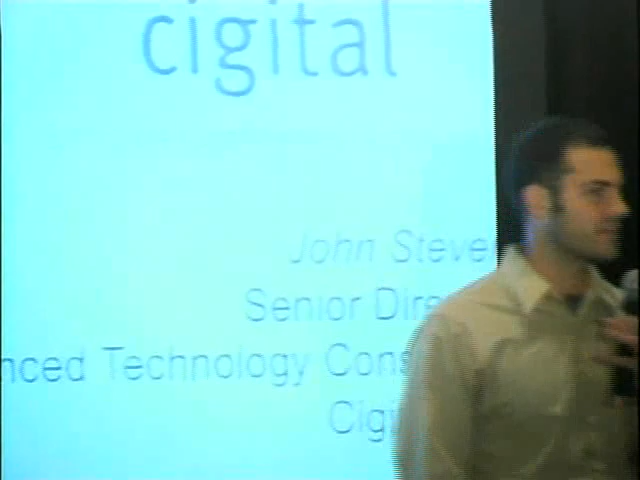 cigital
John Steve
Senior Dire
nced Technology Cons
Cigi